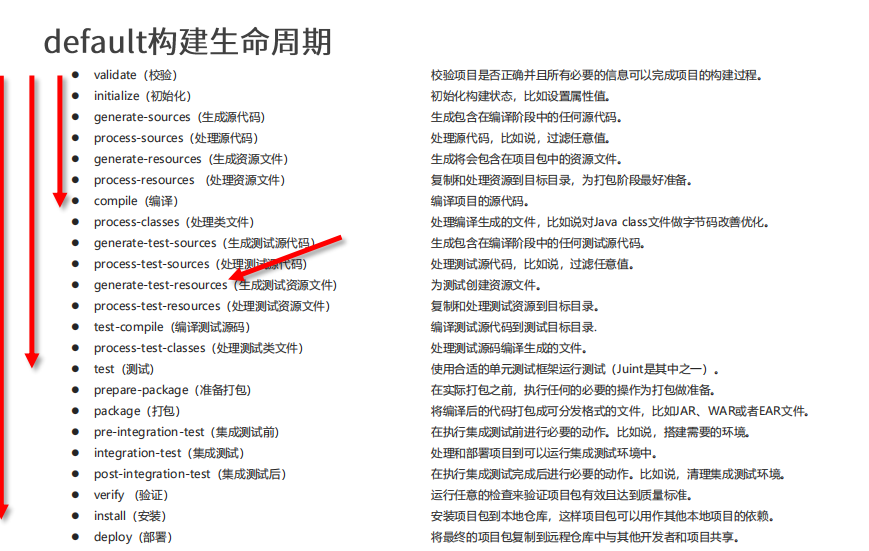 default构建生命周期
● validate（校验） 校验项目是否正确并且所有必要的信息可以完成项目的构建过程。
● initialize（初始化） 初始化构建状态，比如设置属性值。
● generate-sources（生成源代码） 生成包含在编译阶段中的任何源代码。
● process-sources（处理源代码） 处理源代码，比如说，过滤任意值。
● generate-resources（生成资源文件） 生成将会包含在项目包中的资源文件。
● process-resources （处理资源文件） 复制和处理资源到目标目录，为打包阶段最好准备。
● compile（编译） 编译项目的源代码。
● process-classes（处理类文件） 处理编译生成的文件，比如说对Java class文件做字节码改善优化。
● generate-test-sources（生成测试源代码） 生成包含在编译阶段中的任何测试源代码。
● process-test-sources（处理测试源代码） 处理测试源代码，比如说，过滤任意值。
● generate-test-resources（生成测试资源文件） 为测试创建资源文件。
● process-test-resources（处理测试资源文件） 复制和处理测试资源到目标目录。
● test-compile（编译测试源码） 编译测试源代码到测试目标目录.
● process-test-classes（处理测试类文件） 处理测试源码编译生成的文件。
● test（测试） 使用合适的单元测试框架运行测试（Juint是其中之一）。
● prepare-package（准备打包） 在实际打包之前，执行任何的必要的操作为打包做准备。
● package（打包） 将编译后的代码打包成可分发格式的文件，比如JAR、WAR或者EAR文件。
● pre-integration-test（集成测试前） 在执行集成测试前进行必要的动作。比如说，搭建需要的环境。
● integration-test（集成测试） 处理和部署项目到可以运行集成测试环境中。
● post-integration-test（集成测试后） 在执行集成测试完成后进行必要的动作。比如说，清理集成测试环境。
● verify （验证） 运行任意的检查来验证项目包有效且达到质量标准。
● install（安装） 安装项目包到本地仓库，这样项目包可以用作其他本地项目的依赖。
● deploy（部署） 将最终的项目包复制到远程仓库中与其他开发者和项目共享。